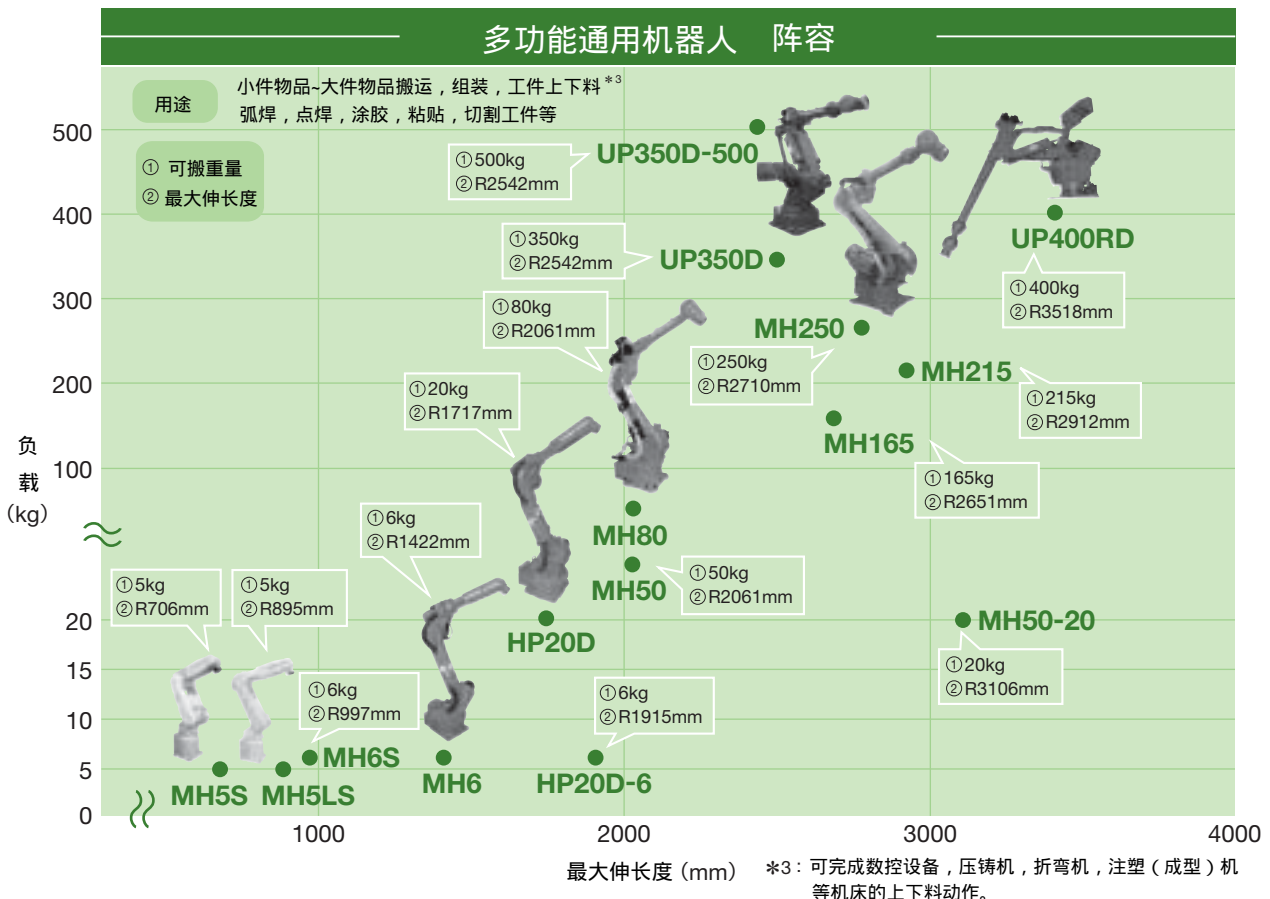 多功能通用机器人 阵容
用途
小件物品~大件物品搬运，组装，工件上下料*3
弧焊，点焊，涂胶，粘贴，切割工件等
① 可搬重量
② 最大伸长度
500
400
300
200
100
20
15
10
5
0
负
载
（kg）
①500kg
②R2542mm
UP350D-500
①350kg
②R2542mm
UP350D
UP400RD
①400kg
②R3518mm
①80kg
②R2061mm
MH250
①250kg
②R2710mm
MH215
①215kg
②R2912mm
①20kg
②R1717mm
MH165
①165kg
②R2651mm
①6kg
②R1422mm
MH80
MH50
①50kg
②R2061mm
①5kg
②R706mm
①5kg
②R895mm
HP20D
MH50-20
①20kg
②R3106mm
①6kg
②R997mm
①6kg
②R1915mm
MH6S
MH5S
MH5LS
MH6
HP20D-6
1000
2000
3000
4000
最大伸长度（mm）
*3：可完成数控设备，压铸机，折弯机，注塑（成型）机
等机床的上下料动作。